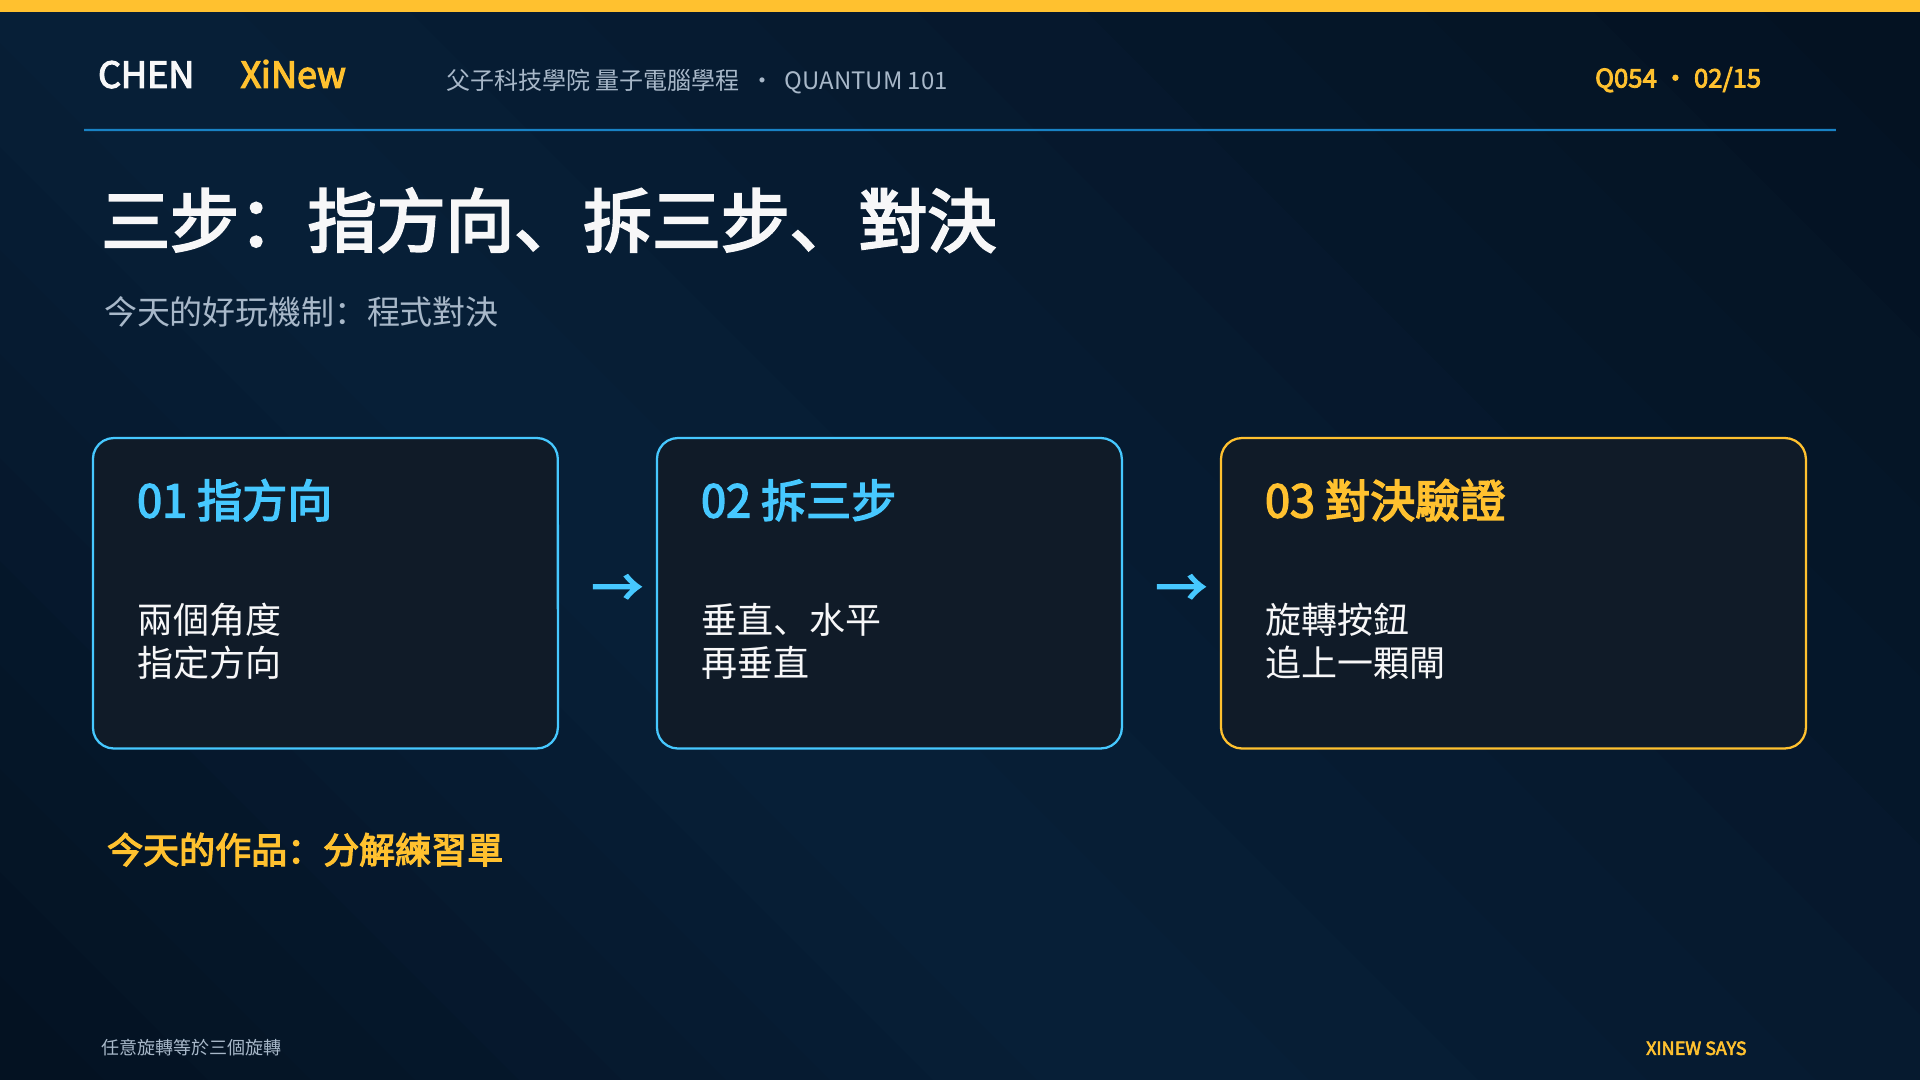 CHEN XiNew 父子科技學院 量子電腦學程 · QUANTUM 101 Q054 · 02/15
三步：指方向、拆三步、對決
今天的好玩機制：程式對決
01 指方向
兩個角度
指定方向
→
02 拆三步
垂直、水平
再垂直
→
03 對決驗證
旋轉按鈕
追上一顆閘
今天的作品：分解練習單
任意旋轉等於三個旋轉 XINEW SAYS